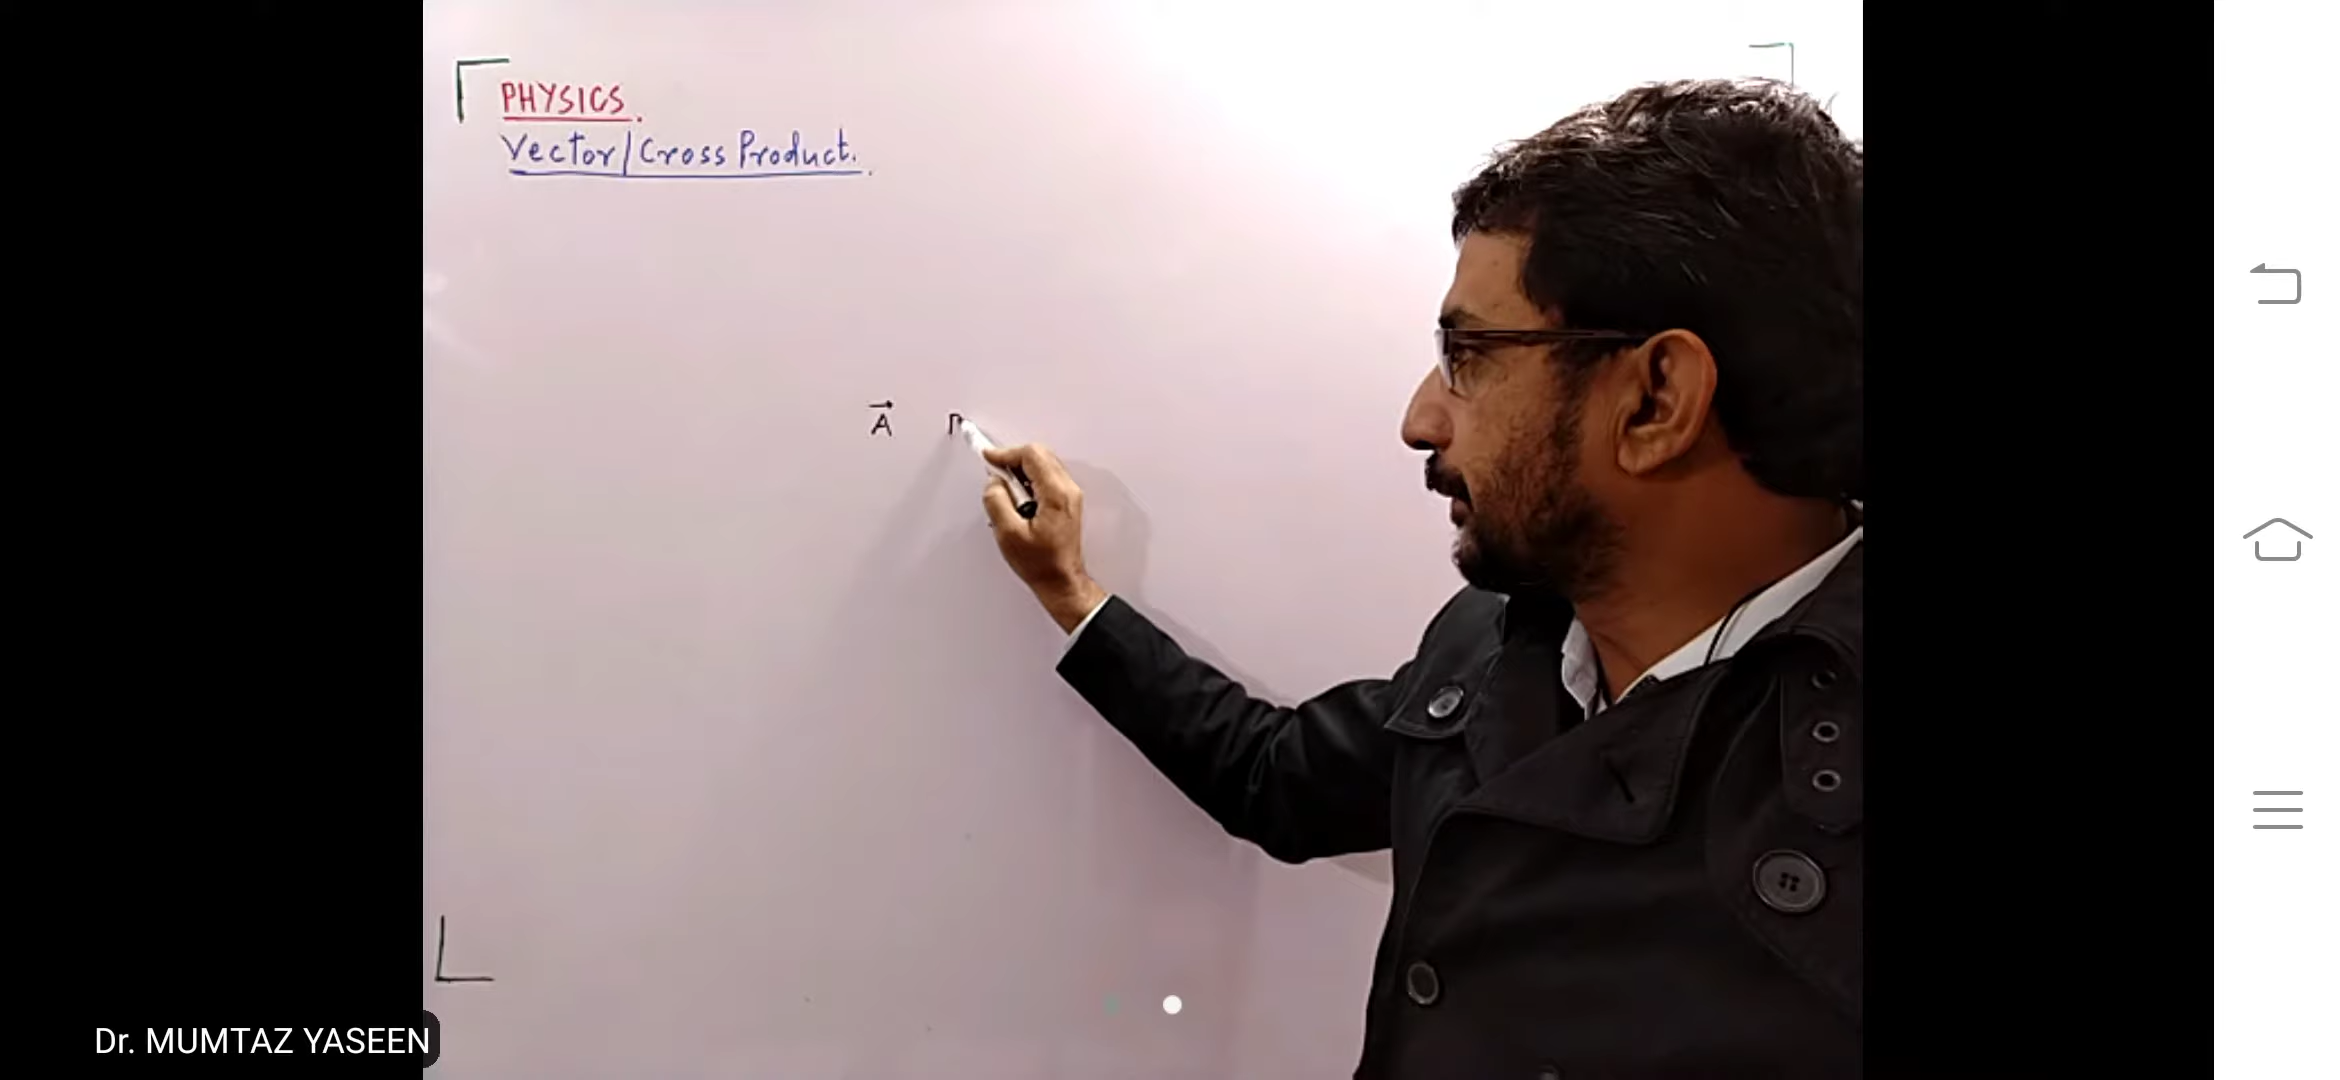 PHYSICS.
Vector/Cross Product.
A
Dr. MUMTAZ YASEEN